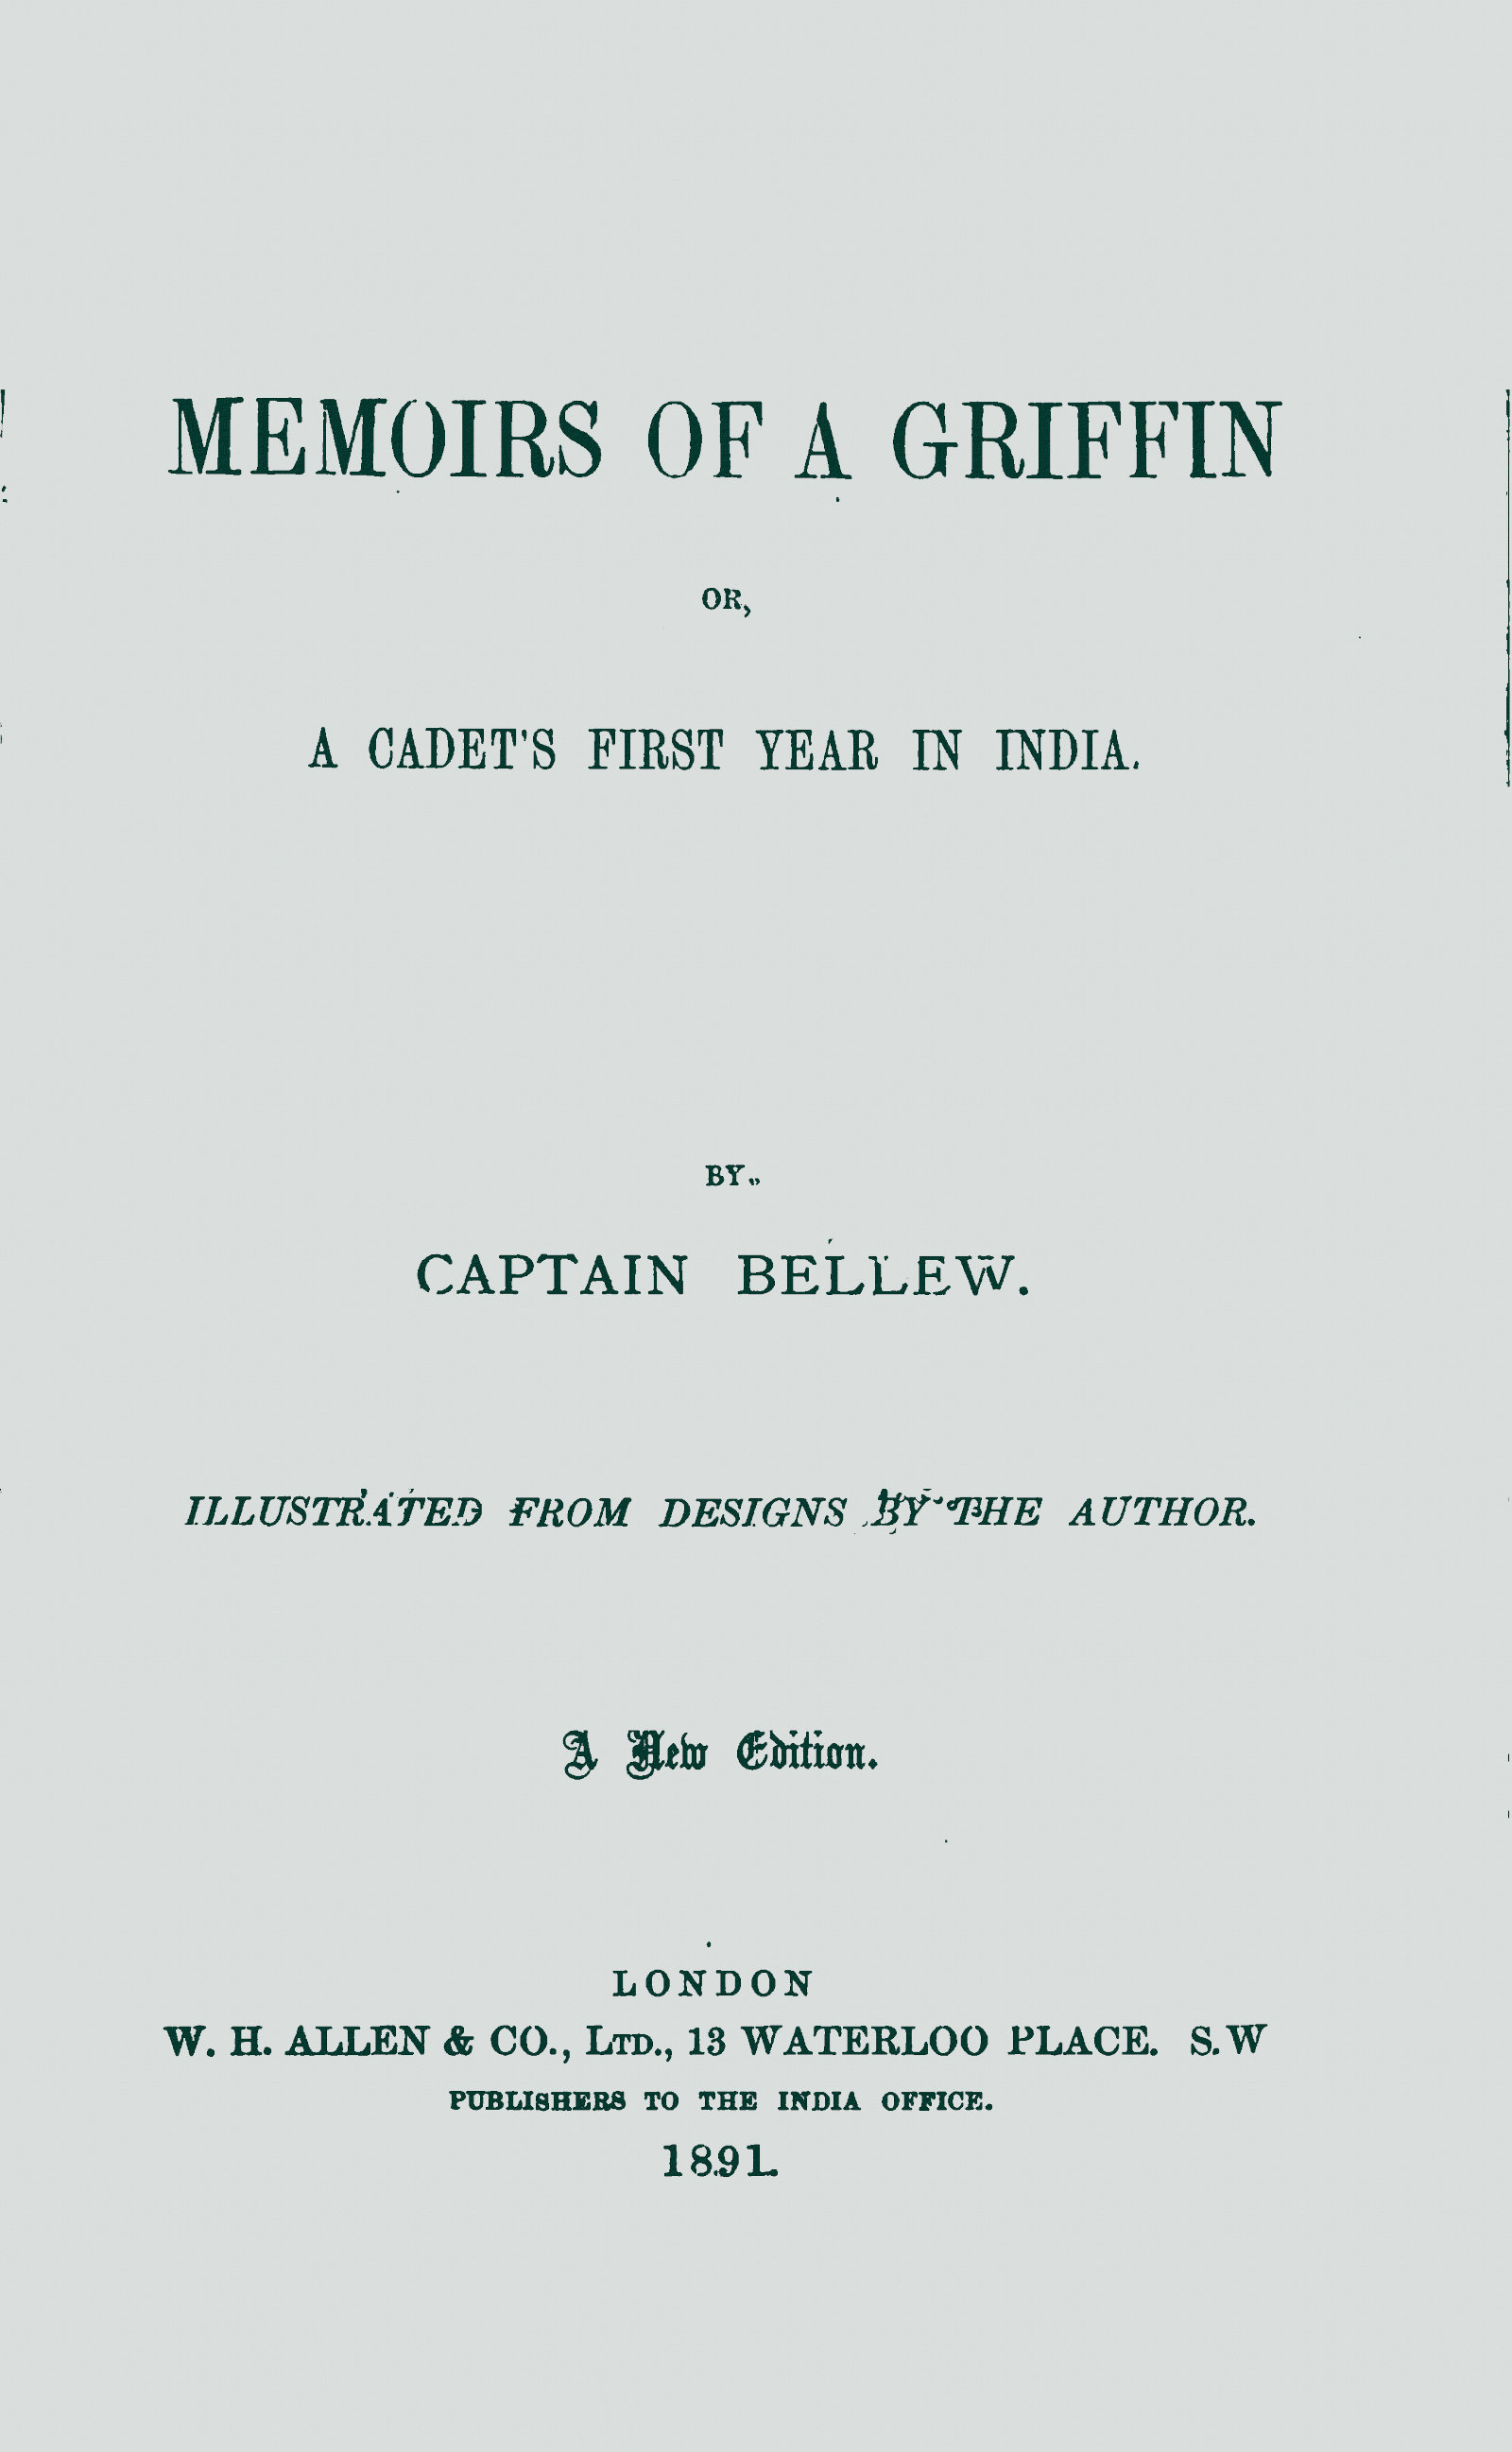 MEMOIRS OF A GRIFFIN
OR,
A CADET'S FIRST YEAR IN INDIA.
BY
CAPTAIN BELLEW.
ILLUSTRATED FROM DESIGNS BY THE AUTHOR.
A New Edition.
LONDON
W. H. ALLEN & CO., LTD., 13 WATERLOO PLACE. S.W
PUBLISHERS TO THE INDIA OFFICE.
1891.